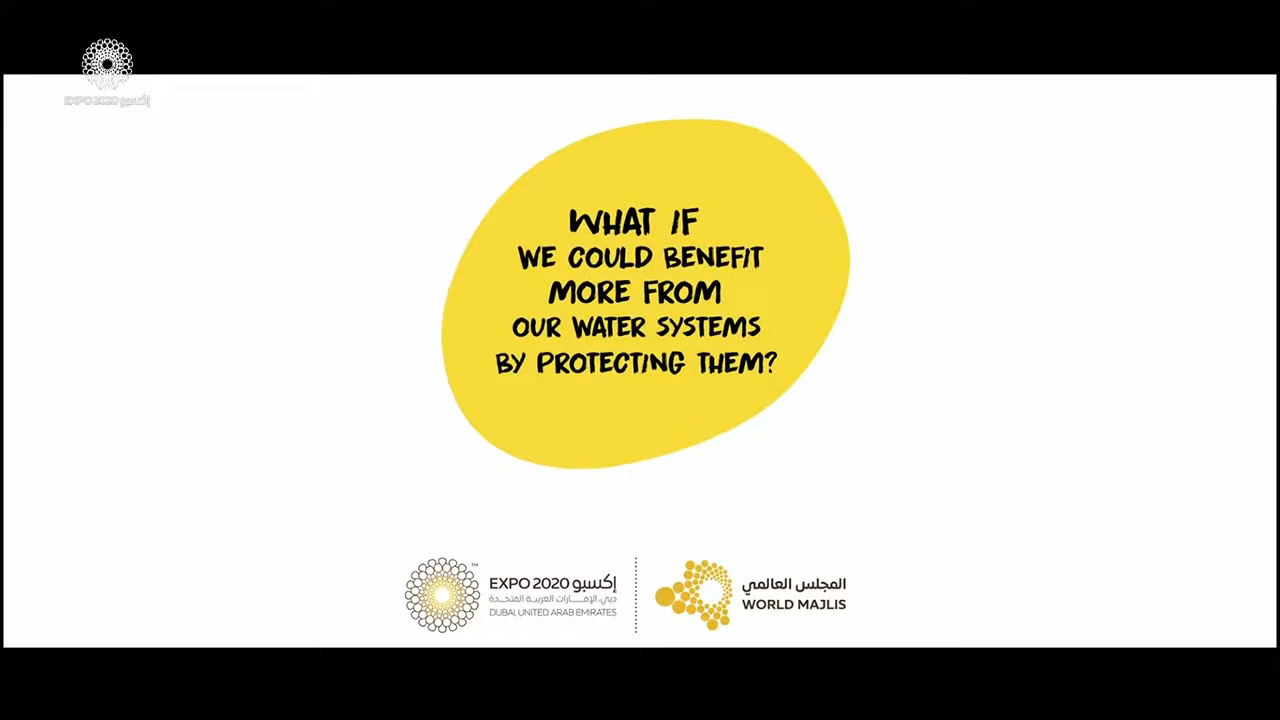 EXPO 2020 إكسبو
WHAT IF
WE COULD BENEFIT
MORE FROM
OUR WATER SYSTEMS
BY PROTECTING THEM?
EXPO 2020 إكسبو
دبي، الإمارات العربية المتحدة
DUBAI, UNITED ARAB EMIRATES
™
المجلس العالمي
WORLD MAJLIS